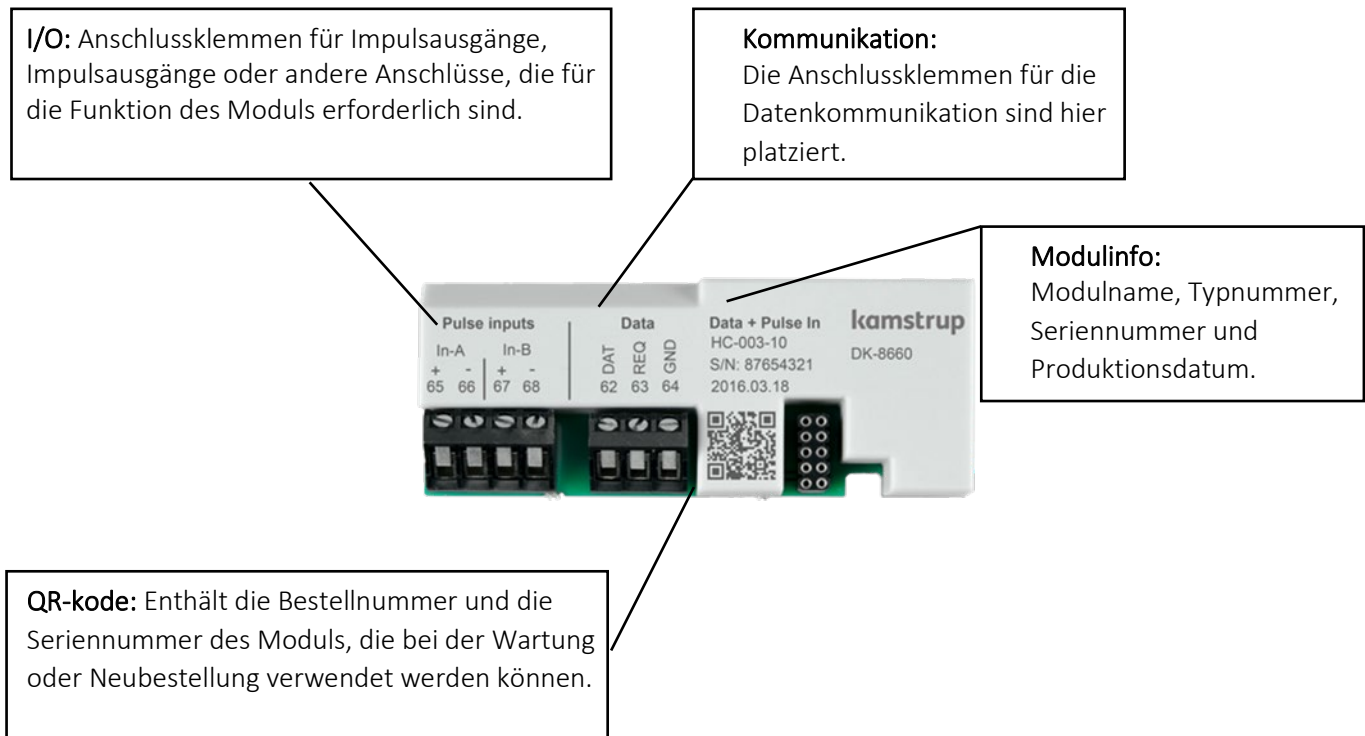 I/O: Anschlussklemmen für Impulsausgänge,
Impulsausgänge oder andere Anschlüsse, die für
die Funktion des Moduls erforderlich sind.
Kommunikation:
Die Anschlussklemmen für die
Datenkommunikation sind hier
platziert.
Modulinfo:
Modulname, Typnummer,
Seriennummer und
Produktionsdatum.
Pulse inputs
In-A In-B
+ - + -
65 66 67 68
Data
DAT REQ GND
62 63 64
Data + Pulse In
HC-003-10
S/N: 87654321
2016.03.18
kamstrup
DK-8660
QR-kode: Enthält die Bestellnummer und die
Seriennummer des Moduls, die bei der Wartung
oder Neubestellung verwendet werden können.